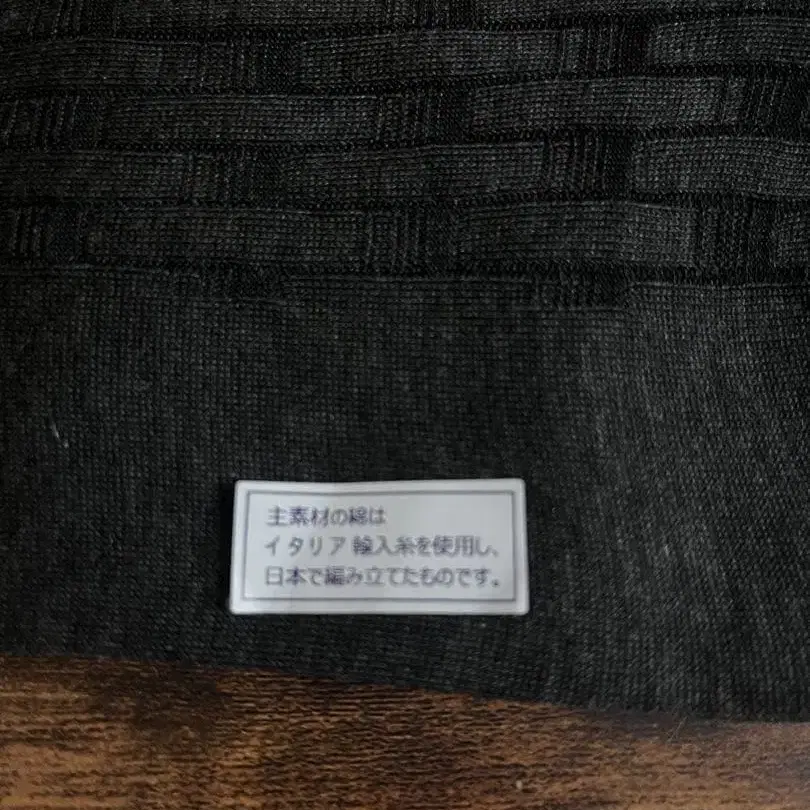 主素材の綿は
イタリア輸入糸を使用し、
日本で編み立てたものです。